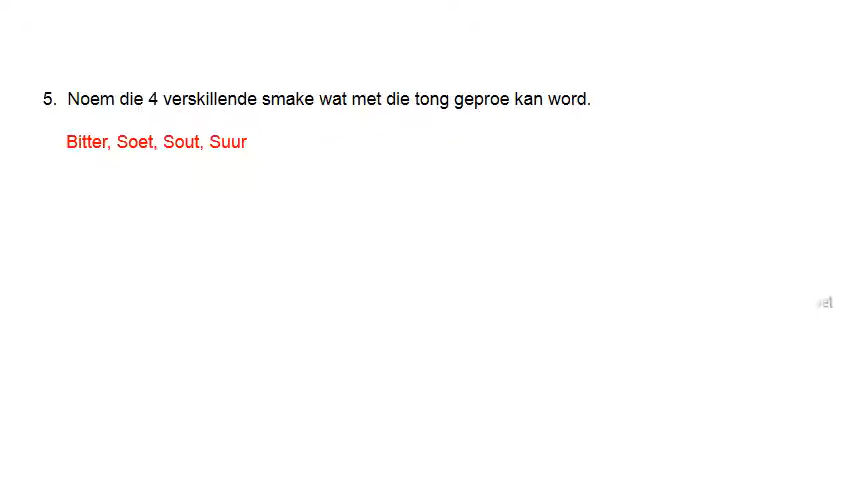 5. Noem die 4 verskillende smake wat met die tong geproe kan word.
Bitter, Soet, Sout, Suur